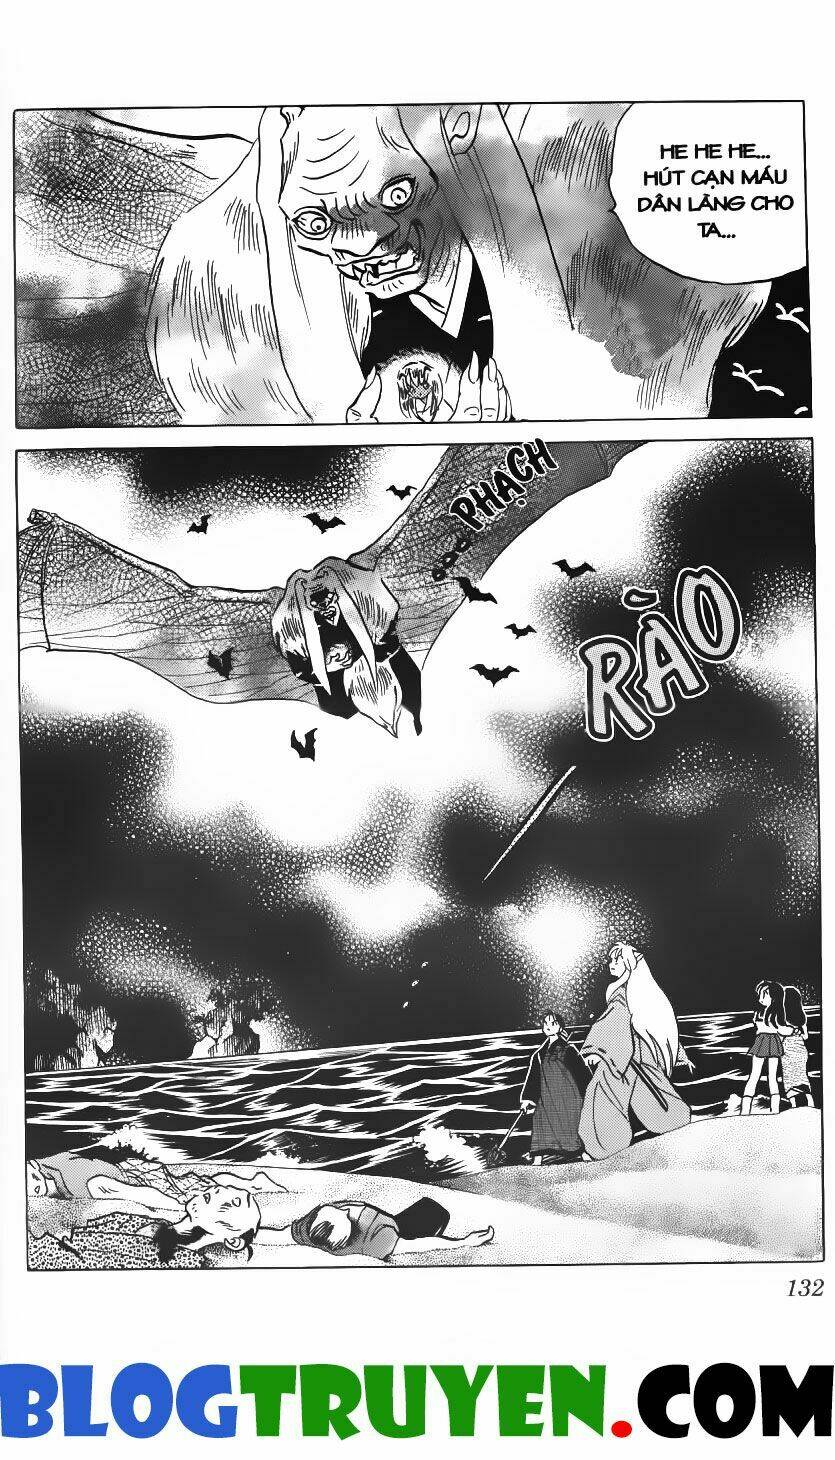 HE HE HE...
HÚT CẠN MÁU
DÂN LÀNG CHO
TA...
PHẠCH
RÀO
132
BLOGTRUYEN.COM